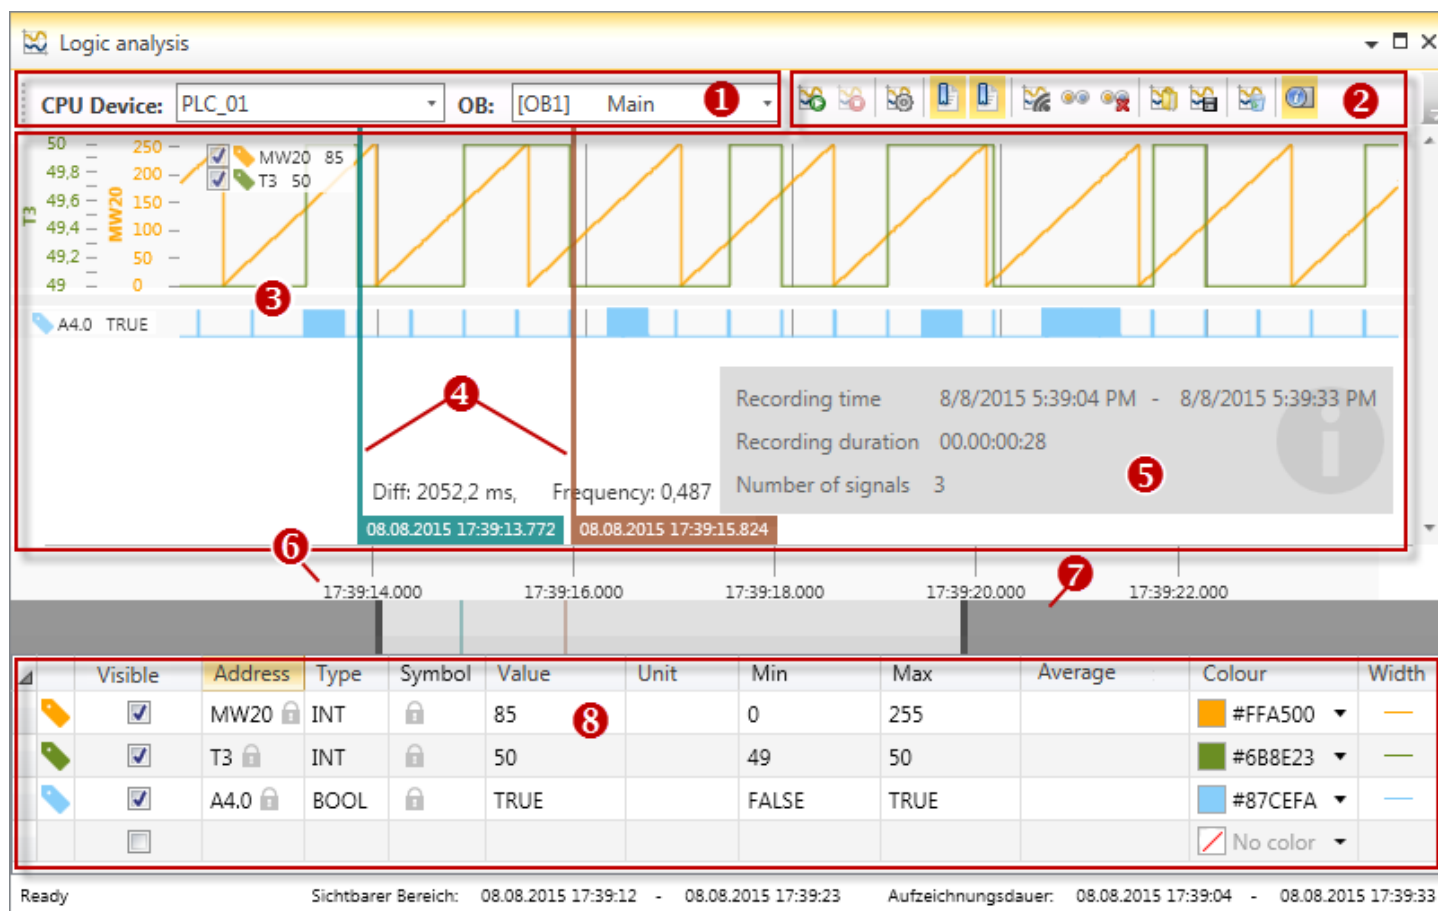 Logic analysis
CPU Device: PLC_01 OB: [OB1] Main 1 2
50 250 MW20 85
49,8 200 T3 50
49,6 150
49,4 100
49,2 50
49 0
T3 MW20
3
A4.0 TRUE
4
Recording time 8/8/2015 5:39:04 PM - 8/8/2015 5:39:33 PM
Recording duration 00.00:00:28
Number of signals 3 5
Diff: 2052,2 ms, Frequency: 0,487
08.08.2015 17:39:13.772 08.08.2015 17:39:15.824
6 7
17:39:14.000 17:39:16.000 17:39:18.000 17:39:20.000 17:39:22.000
Visible Address Type Symbol Value Unit Min Max Average Colour Width
MW20 INT 85 0 255 #FFA500
8
T3 INT 50 49 50 #6B8E23
A4.0 BOOL TRUE FALSE TRUE #87CEFA
No color
Ready Sichtbarer Bereich: 08.08.2015 17:39:12 - 08.08.2015 17:39:23 Aufzeichnungsdauer: 08.08.2015 17:39:04 - 08.08.2015 17:39:33